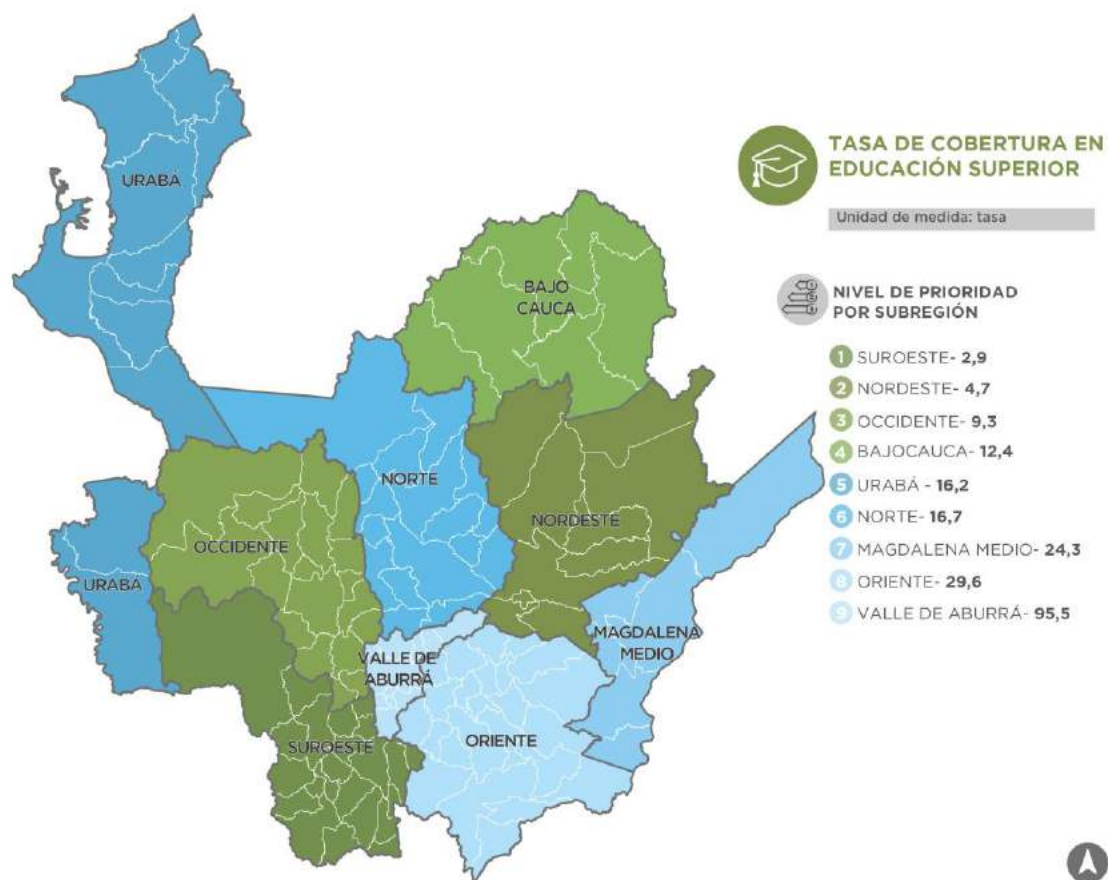 TASA DE COBERTURA EN
EDUCACIÓN SUPERIOR
Unidad de medida: tasa
NIVEL DE PRIORIDAD
POR SUBREGIÓN
1 SUROESTE- 2,9
2 NORDESTE- 4,7
3 OCCIDENTE- 9,3
4 BAJOCAUCA- 12,4
5 URABÁ - 16,2
6 NORTE- 16,7
7 MAGDALENA MEDIO- 24,3
8 ORIENTE- 29,6
9 VALLE DE ABURRÁ- 95,5
URABÁ
BAJO
CAUCA
NORTE
NORDESTE
OCCIDENTE
URABÁ
MAGDALENA
MEDIO
VALLE DE
ABURRÁ
SUROESTE
ORIENTE